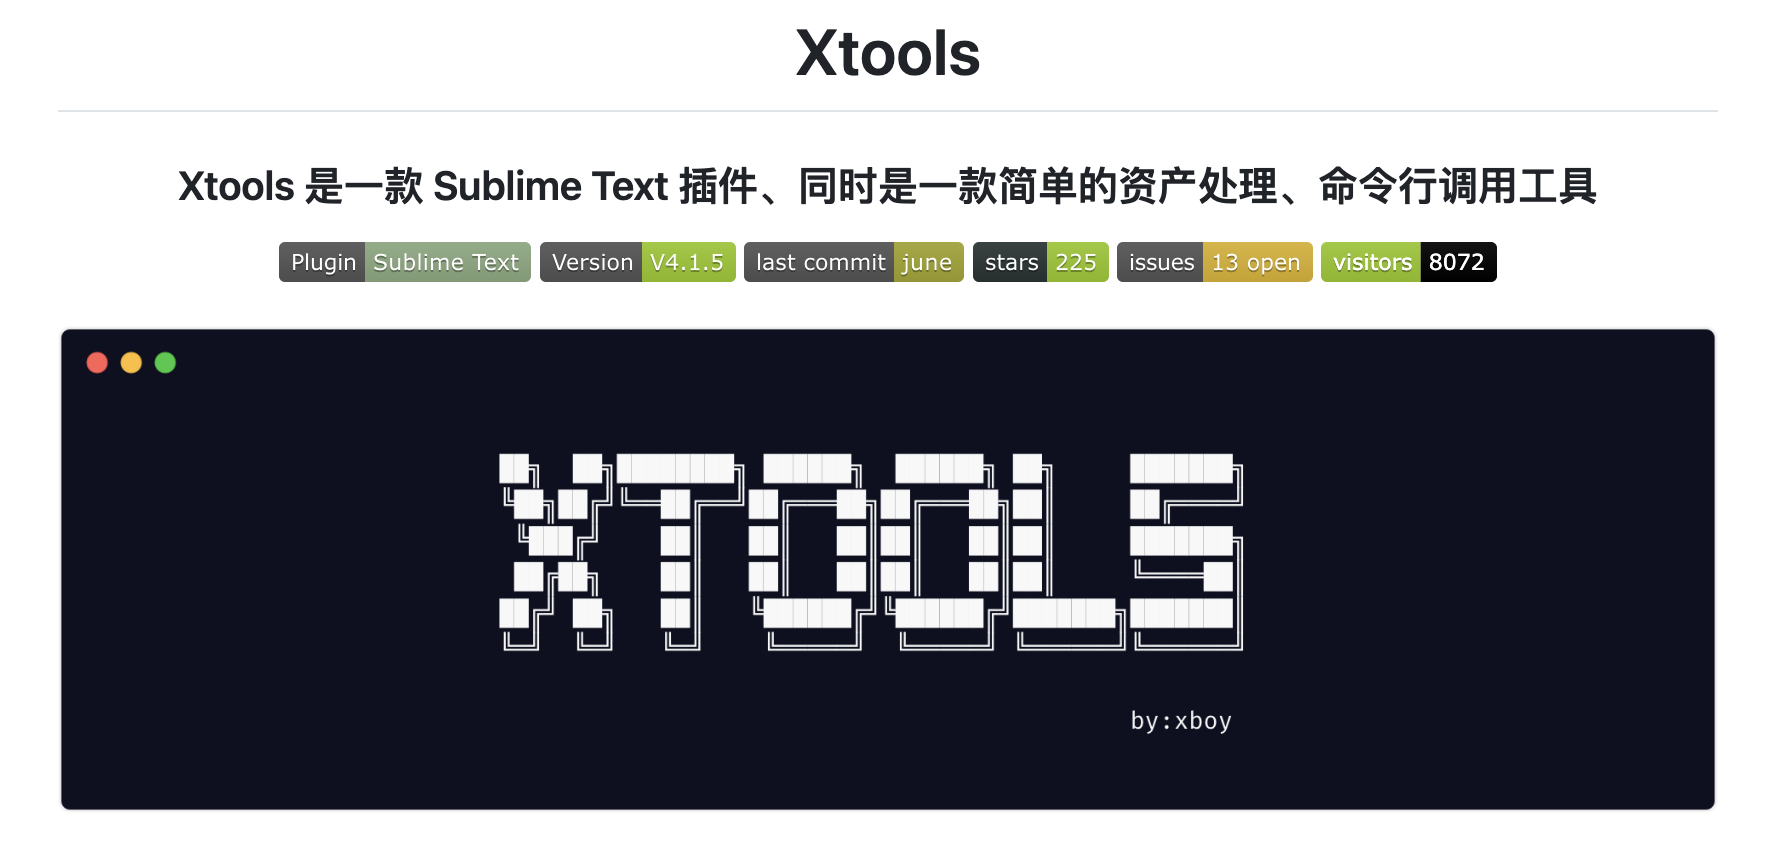 Xtools
Xtools 是一款 Sublime Text 插件、同时是一款简单的资产处理、命令行调用工具
Plugin Sublime Text Version V4.1.5 last commit june stars 225 issues 13 open visitors 8072
XTOOLS
by:xboy